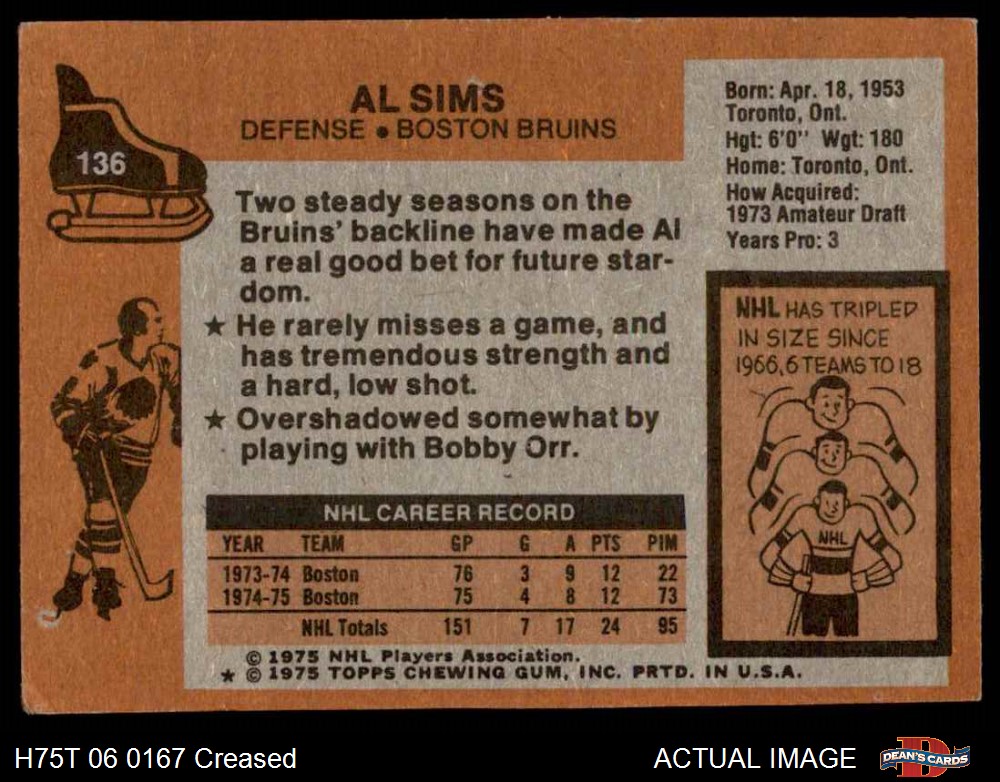 AL SIMS
DEFENSE • BOSTON BRUINS
136
Born: Apr. 18, 1953
Toronto, Ont.
Hgt: 6'0" Wgt: 180
Home: Toronto, Ont.
How Acquired:
1973 Amateur Draft
Years Pro: 3
Two steady seasons on the
Bruins' backline have made Al
a real good bet for future star-
dom.
★ He rarely misses a game, and
has tremendous strength and
a hard, low shot.
★ Overshadowed somewhat by
playing with Bobby Orr.
NHL HAS TRIPLED
IN SIZE SINCE
1966, 6 TEAMS TO 18
NHL
NHL CAREER RECORD
YEAR TEAM GP G A PTS PIM
1973-74 Boston 76 3 9 12 22
1974-75 Boston 75 4 8 12 73
NHL Totals 151 7 17 24 95
© 1975 NHL Players Association.
★ © 1975 TOPPS CHEWING GUM, INC. PRTD. IN U.S.A.
H75T 06 0167 Creased
ACTUAL IMAGE
D
DEAN'S CARDS